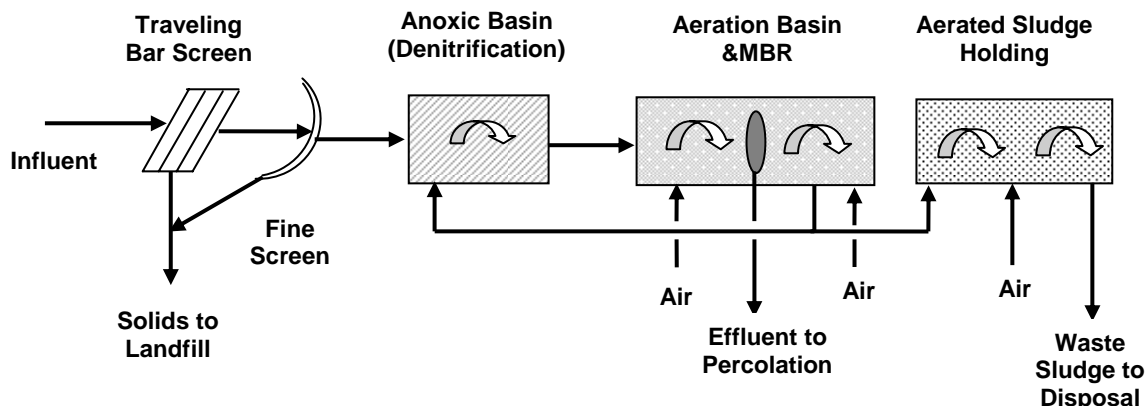 Traveling
Bar Screen
Anoxic Basin
(Denitrification)
Aeration Basin
&MBR
Aerated Sludge
Holding
Influent
Fine
Screen
Air
Air
Air
Solids to
Landfill
Effluent to
Percolation
Waste
Sludge to
Disposal